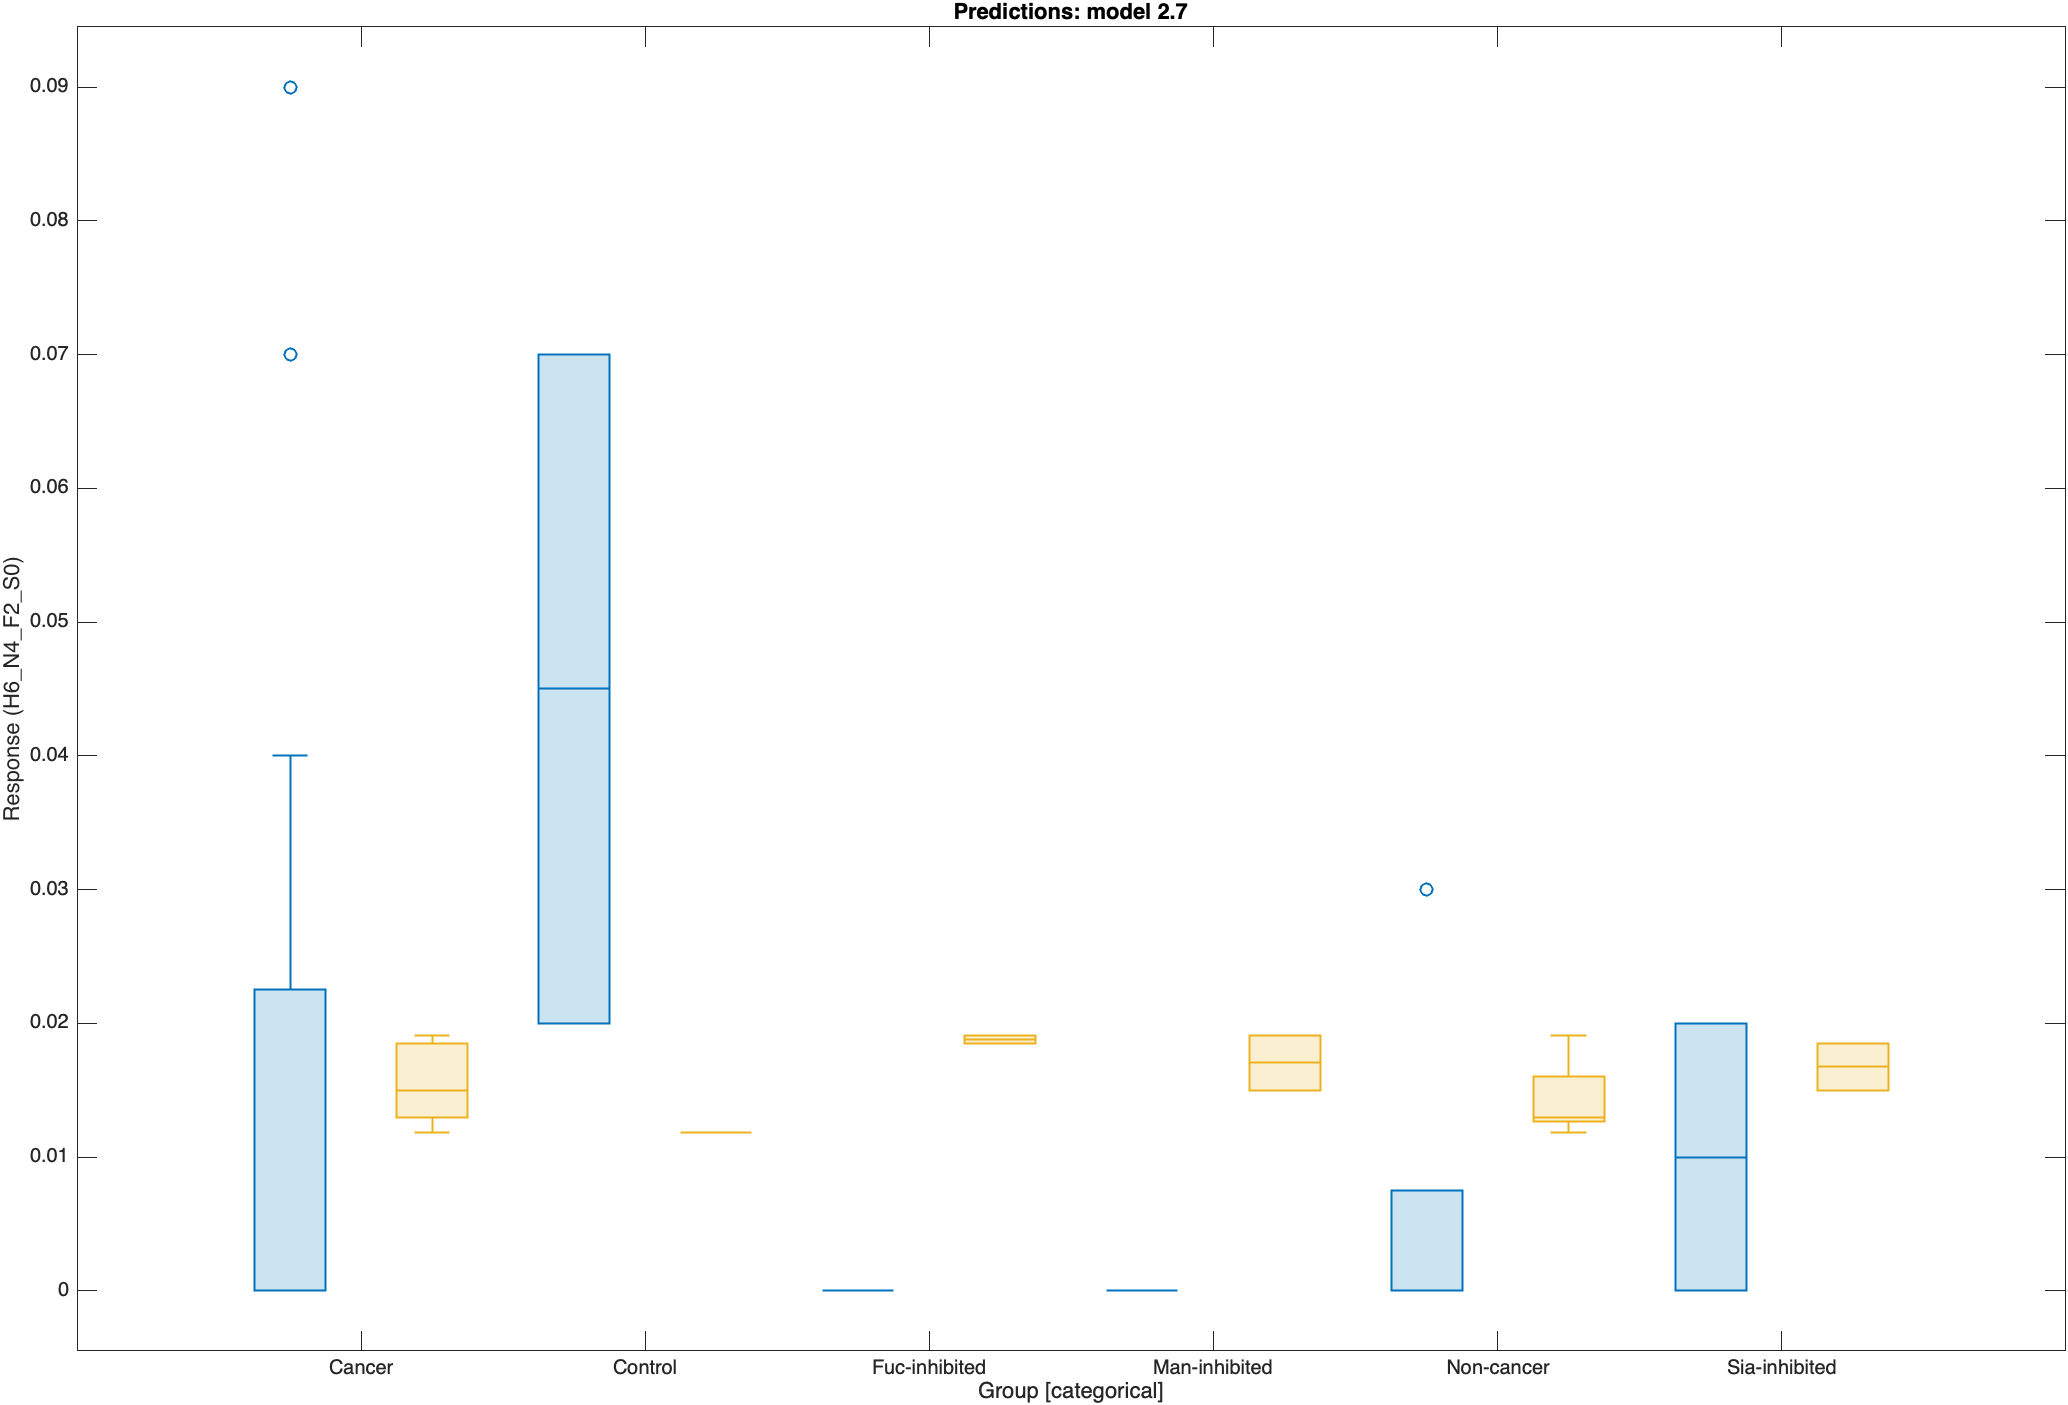 Predictions: model 2.7
0.09
0.08
0.07
0.06
0.05
0.04
0.03
0.02
0.01
0
Response (H6_N4_F2_S0)
Cancer Control Fuc-inhibited Man-inhibited Non-cancer Sia-inhibited
Group [categorical]